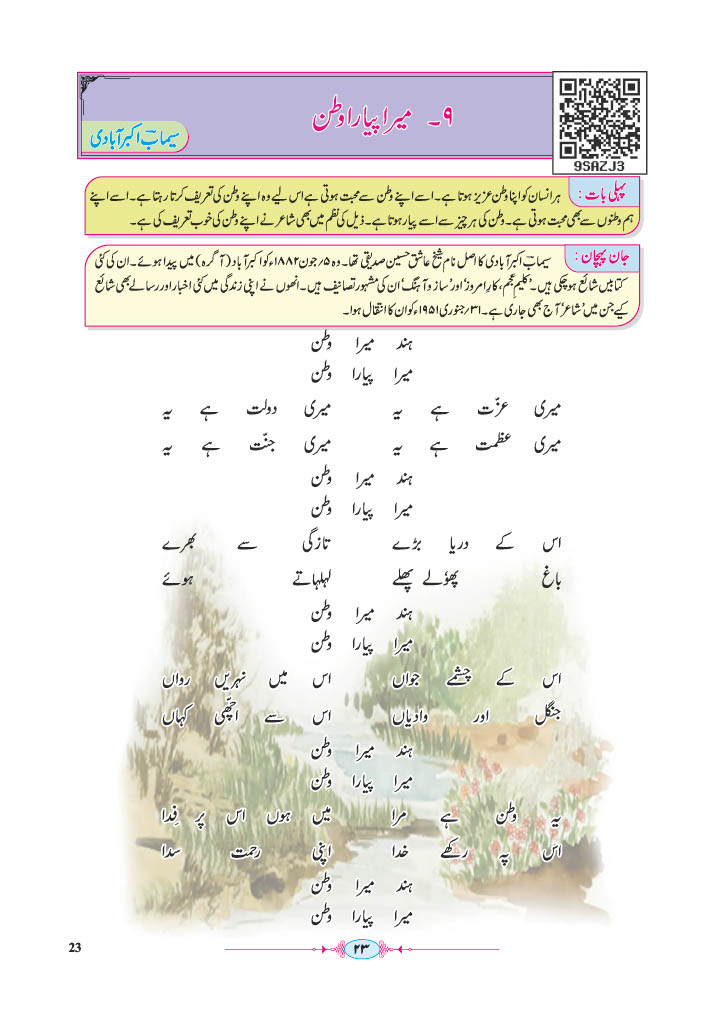 ۹۔ میرا پیارا وطن
سیمابؔ اکبرآبادی
9SAZJ3
پہلی بات : ہر انسان کو اپنا وطن عزیز ہوتا ہے۔ اسے اپنے وطن سے محبت ہوتی ہے اس لیے وہ اپنے وطن کی تعریف کرتا رہتا ہے۔ اسے اپنے
ہم وطنوں سے بھی محبت ہوتی ہے۔ وطن کی ہر چیز سے اسے پیار ہوتا ہے۔ ذیل کی نظم میں بھی شاعر نے اپنے وطن کی خوب تعریف کی ہے۔
جان پہچان : سیمابؔ اکبرآبادی کا اصل نام شیخ عاشق حسین صدیقی تھا۔ وہ ۵؍جون ۱۸۸۲ء کو اکبرآباد (آگرہ) میں پیدا ہوئے۔ ان کی کئی
کتابیں شائع ہوچکی ہیں۔ 'کلیمِ عجم، کارِ امروز' اور 'ساز و آہنگ' ان کی مشہور تصانیف ہیں۔ انھوں نے اپنی زندگی میں کئی اخبار اور رسالے بھی شائع
کیے جن میں 'شاعر' آج بھی جاری ہے۔ ۳۱؍جنوری ۱۹۵۱ء کو ان کا انتقال ہوا۔
ہند میرا وطن
میرا پیارا وطن
میری عزّت ہے یہ میری دولت ہے یہ
میری عظمت ہے یہ میری جنّت ہے یہ
ہند میرا وطن
میرا پیارا وطن
اس کے دریا بڑے تازگی سے بھرے
باغ پھوٗلے پھلے لہلہاتے ہوئے
ہند میرا وطن
میرا پیارا وطن
اس کے چشمے جواں اس میں نہریں رواں
جنگل اور وادیاں اس سے اچھّی کہاں
ہند میرا وطن
میرا پیارا وطن
یہ وطن ہے مرا میں ہوں اس پر فِدا
اس پہ رکھے خدا اپنی رحمت سدا
ہند میرا وطن
میرا پیارا وطن
23
۲۳